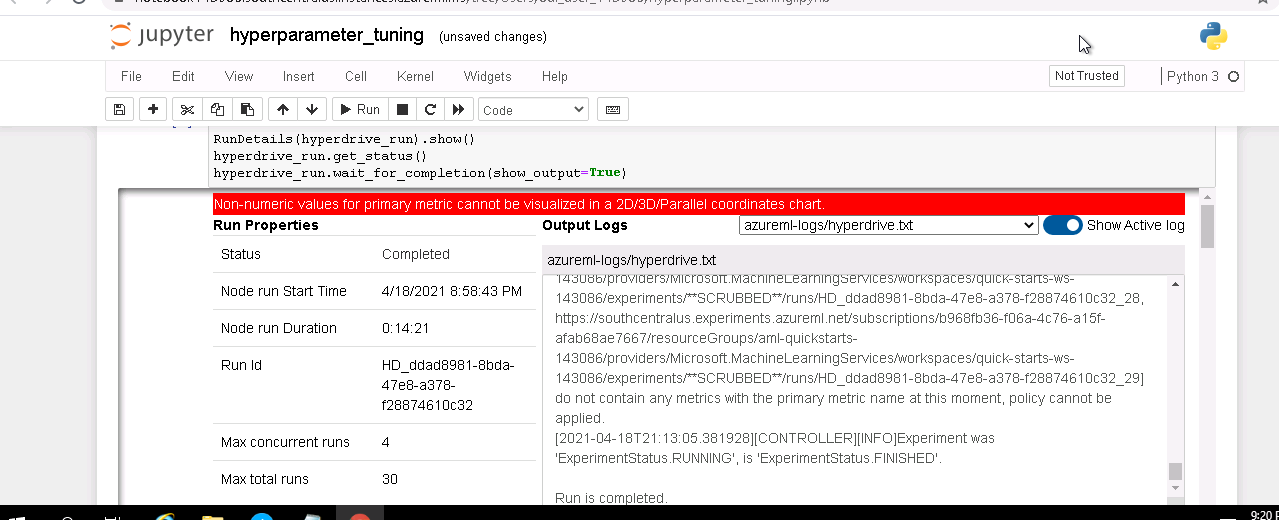 jupyter hyperparameter_tuning (unsaved changes)
File Edit View Insert Cell Kernel Widgets Help Not Trusted Python 3
Run Code
RunDetails(hyperdrive_run).show()
hyperdrive_run.get_status()
hyperdrive_run.wait_for_completion(show_output=True)
Non-numeric values for primary metric cannot be visualized in a 2D/3D/Parallel coordinates chart.
Run Properties
Status Completed
Node run Start Time 4/18/2021 8:58:43 PM
Node run Duration 0:14:21
Run Id HD_ddad8981-8bda-
47e8-a378-
f28874610c32
Max concurrent runs 4
Max total runs 30
Output Logs azureml-logs/hyperdrive.txt Show Active log
azureml-logs/hyperdrive.txt
143086/providers/Microsoft.MachineLearningServices/workspaces/quick-starts-ws-
143086/experiments/**SCRUBBED**/runs/HD_ddad8981-8bda-47e8-a378-f28874610c32_28,
https://southcentralus.experiments.azureml.net/subscriptions/b968fb36-f06a-4c76-a15f-
afab68ae7667/resourceGroups/aml-quickstarts-
143086/providers/Microsoft.MachineLearningServices/workspaces/quick-starts-ws-
143086/experiments/**SCRUBBED**/runs/HD_ddad8981-8bda-47e8-a378-f28874610c32_29]
do not contain any metrics with the primary metric name at this moment, policy cannot be
applied.
[2021-04-18T21:13:05.381928][CONTROLLER][INFO]Experiment was
'ExperimentStatus.RUNNING', is 'ExperimentStatus.FINISHED'.
Run is completed.